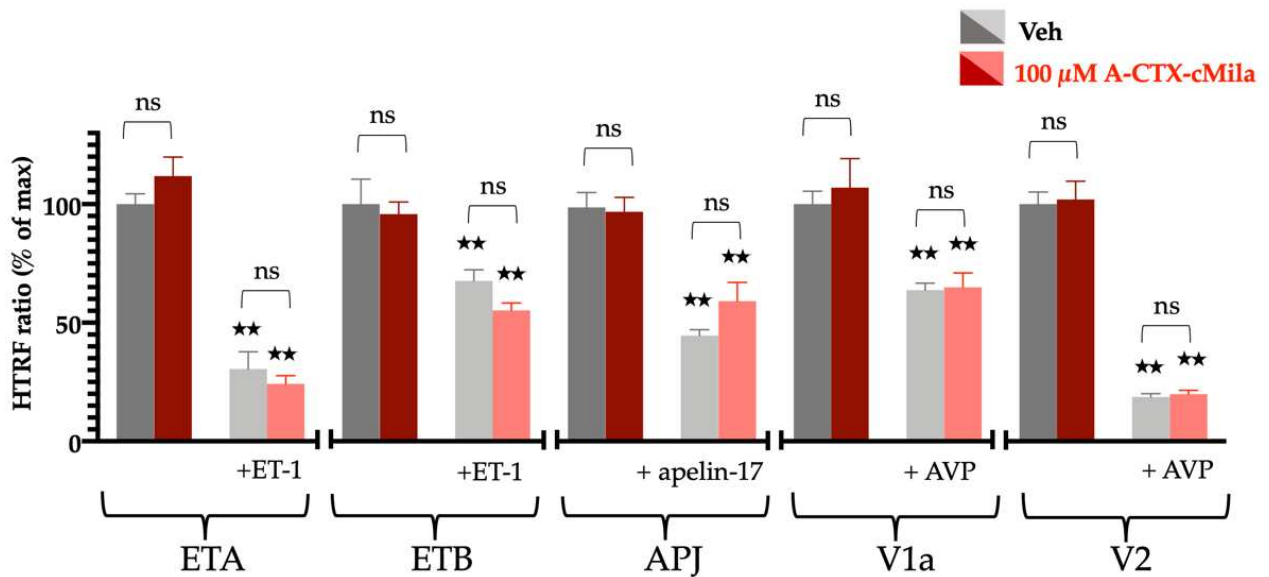 Veh
100 µM A-CTX-cMila
HTRF ratio (% of max)
100
50
0
ns
ns
ns
ns
ns
ns
ns
ns
ns
ns
★★
★★
★★
★★
★★
★★
★★
★★
★★
★★
+ET-1
+ET-1
+ apelin-17
+ AVP
+ AVP
ETA
ETB
APJ
V1a
V2